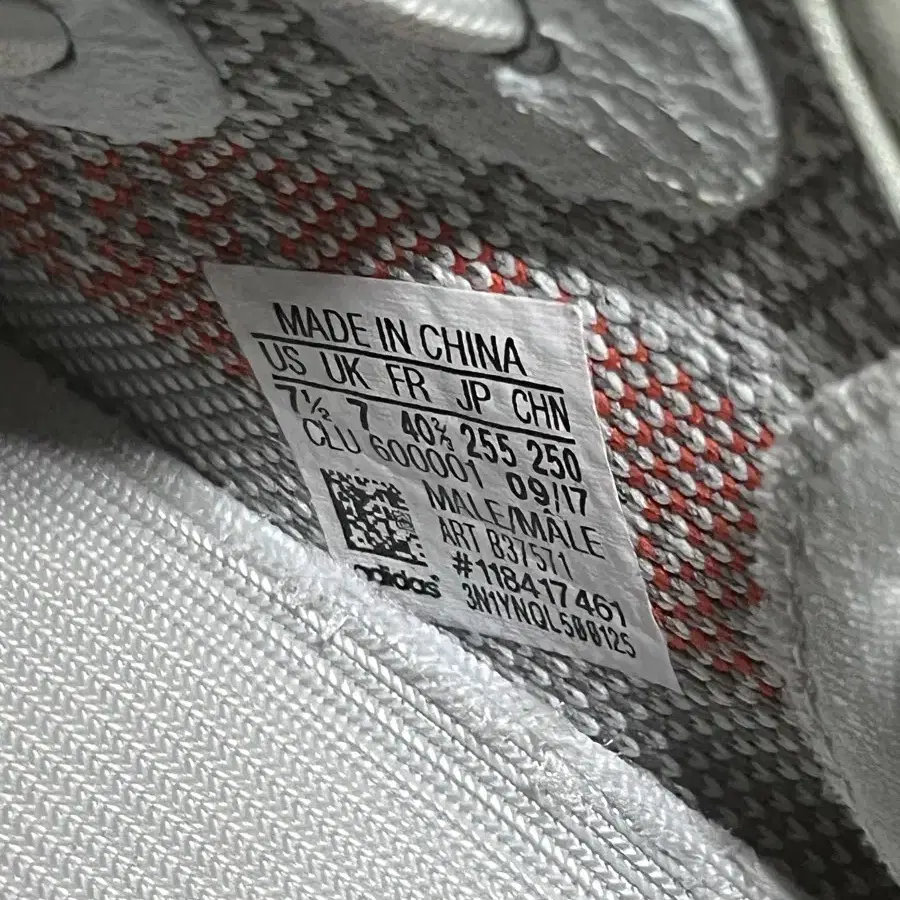 MADE IN CHINA
US UK FR JP CHN
7½ 7 40⅔ 255 250
CLU 600001 09/17
MALE/MÂLE
ART B37571
#118417461
adidas 3N1YNQL500125